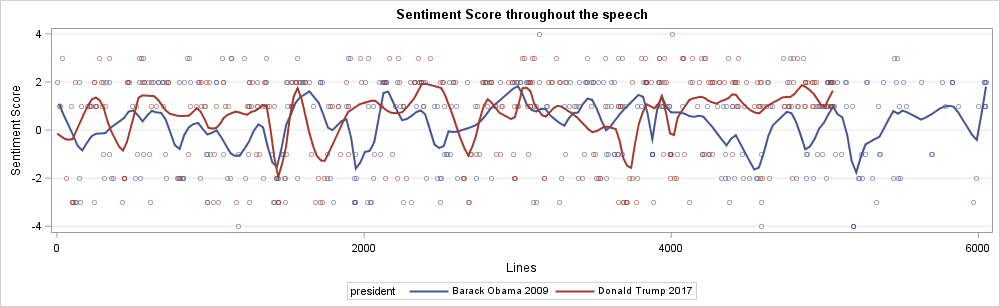 Sentiment Score throughout the speech
Sentiment Score
4
2
0
-2
-4
0
2000
4000
6000
Lines
president
Barack Obama 2009
Donald Trump 2017